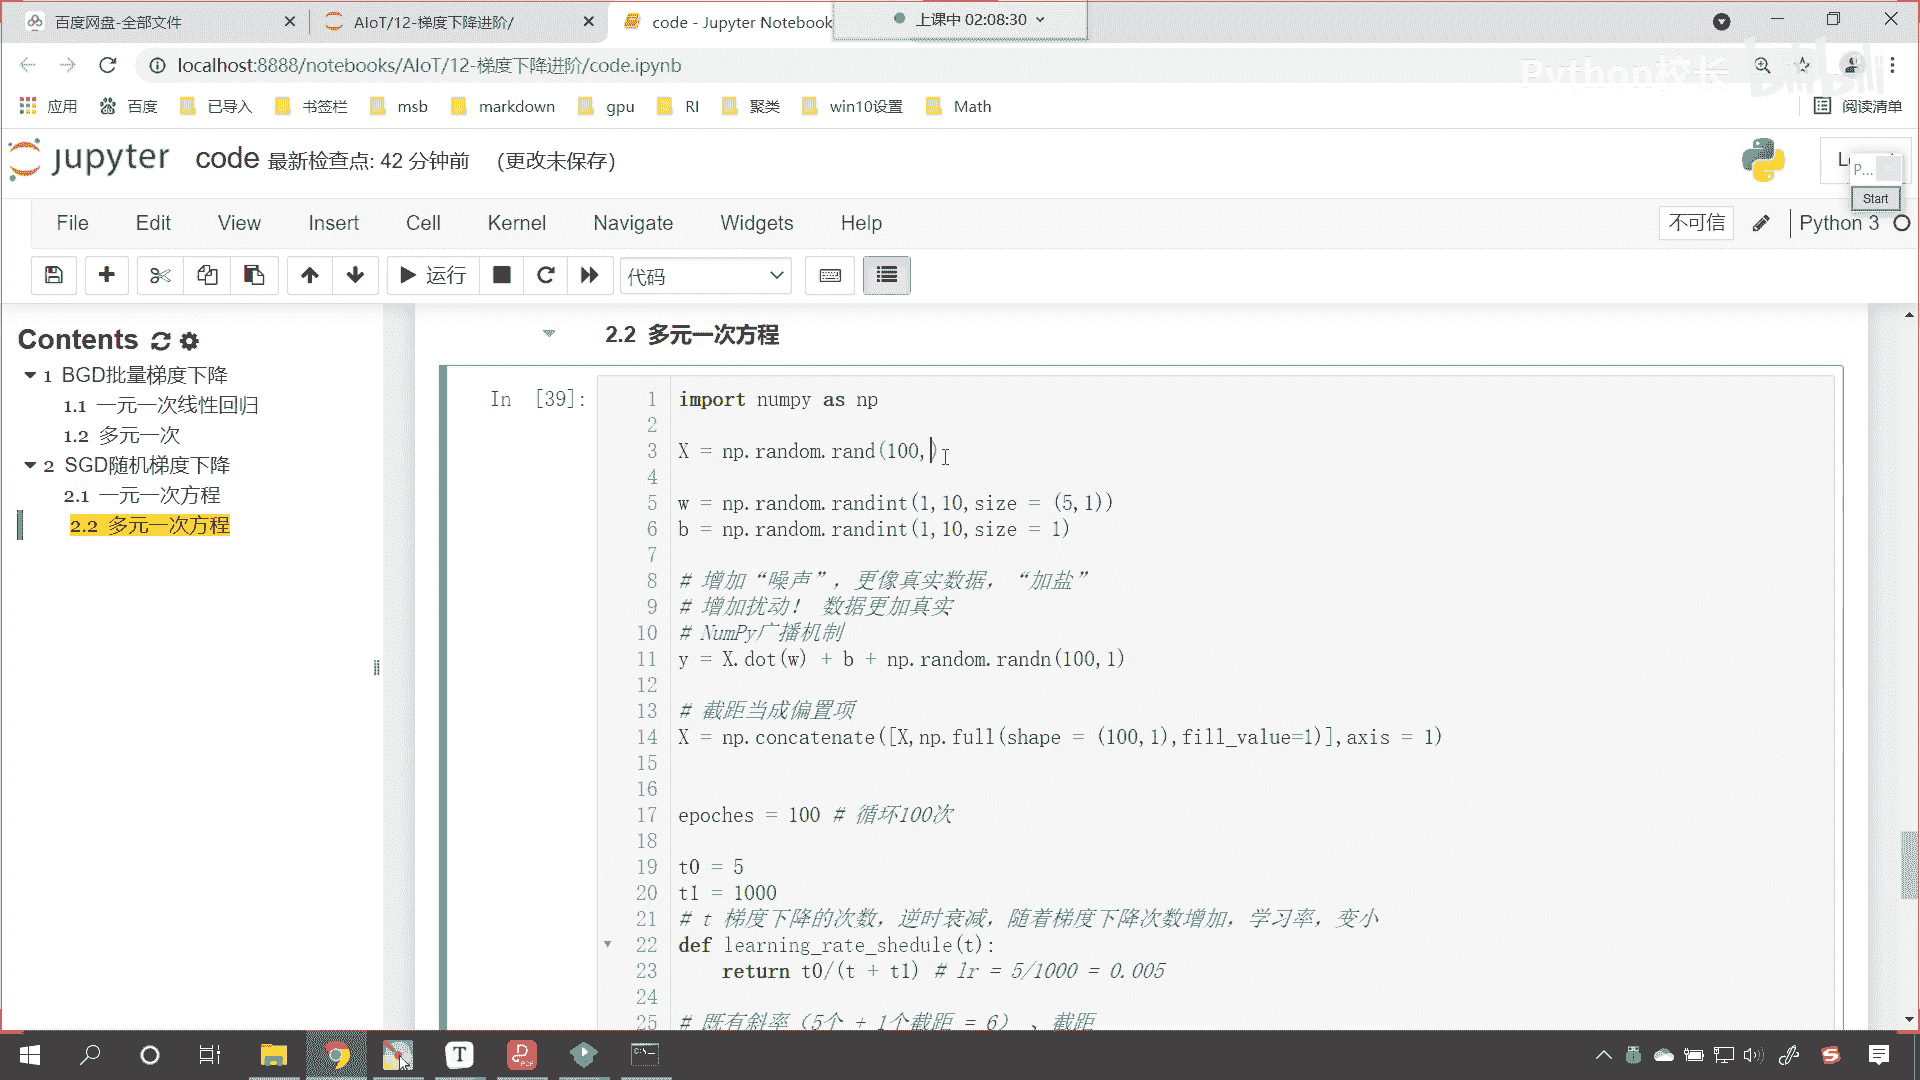 百度网盘-全部文件
AIoT/12-梯度下降进阶/
code - Jupyter Notebook
上课中 02:08:30
localhost:8888/notebooks/AIoT/12-梯度下降进阶/code.ipynb
Python校长
bilibili
应用
百度
已导入
书签栏
msb
markdown
gpu
RI
聚类
win10设置
Math
阅读清单
jupyter
code 最新检查点: 42 分钟前 (更改未保存)
P...
Start
File Edit View Insert Cell Kernel Navigate Widgets Help
不可信
Python 3
运行
代码
Contents
1 BGD批量梯度下降
1.1 一元一次线性回归
1.2 多元一次
2 SGD随机梯度下降
2.1 一元一次方程
2.2 多元一次方程
2.2 多元一次方程
In [39]:
1 import numpy as np
2
3 X = np.random.rand(100,)
4
5 w = np.random.randint(1,10,size = (5,1))
6 b = np.random.randint(1,10,size = 1)
7
8 # 增加“噪声”，更像真实数据，“加盐”
9 # 增加扰动！ 数据更加真实
10 # NumPy广播机制
11 y = X.dot(w) + b + np.random.randn(100,1)
12
13 # 截距当成偏置项
14 X = np.concatenate([X,np.full(shape = (100,1),fill_value=1)],axis = 1)
15
16
17 epoches = 100 # 循环100次
18
19 t0 = 5
20 t1 = 1000
21 # t 梯度下降的次数，逆时衰减，随着梯度下降次数增加，学习率，变小
22 def learning_rate_shedule(t):
23 return t0/(t + t1) # lr = 5/1000 = 0.005
24
25 # 既有斜率（5个 + 1个截距 = 6） 、截距